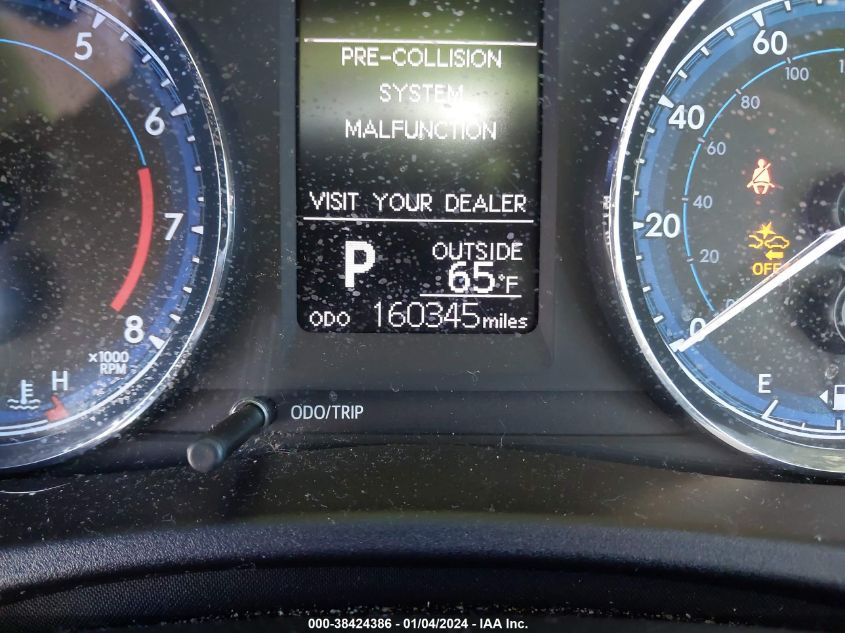 5
6
7
8
x1000
RPM
H
PRE-COLLISION
SYSTEM
MALFUNCTION
VISIT YOUR DEALER
P
OUTSIDE
65°F
ODO 160345 miles
ODO/TRIP
60
40
20
0
100
80
60
40
20
OFF
E
000-38424386 - 01/04/2024 - IAA Inc.